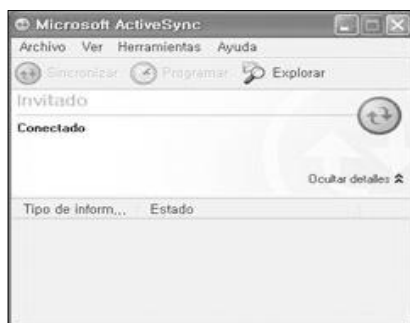 Microsoft ActiveSync
Archivo Ver Herramientas Ayuda
Sincronizar Programar Explorar
Invitado
Conectado
Ocultar detalles
Tipo de inform... Estado